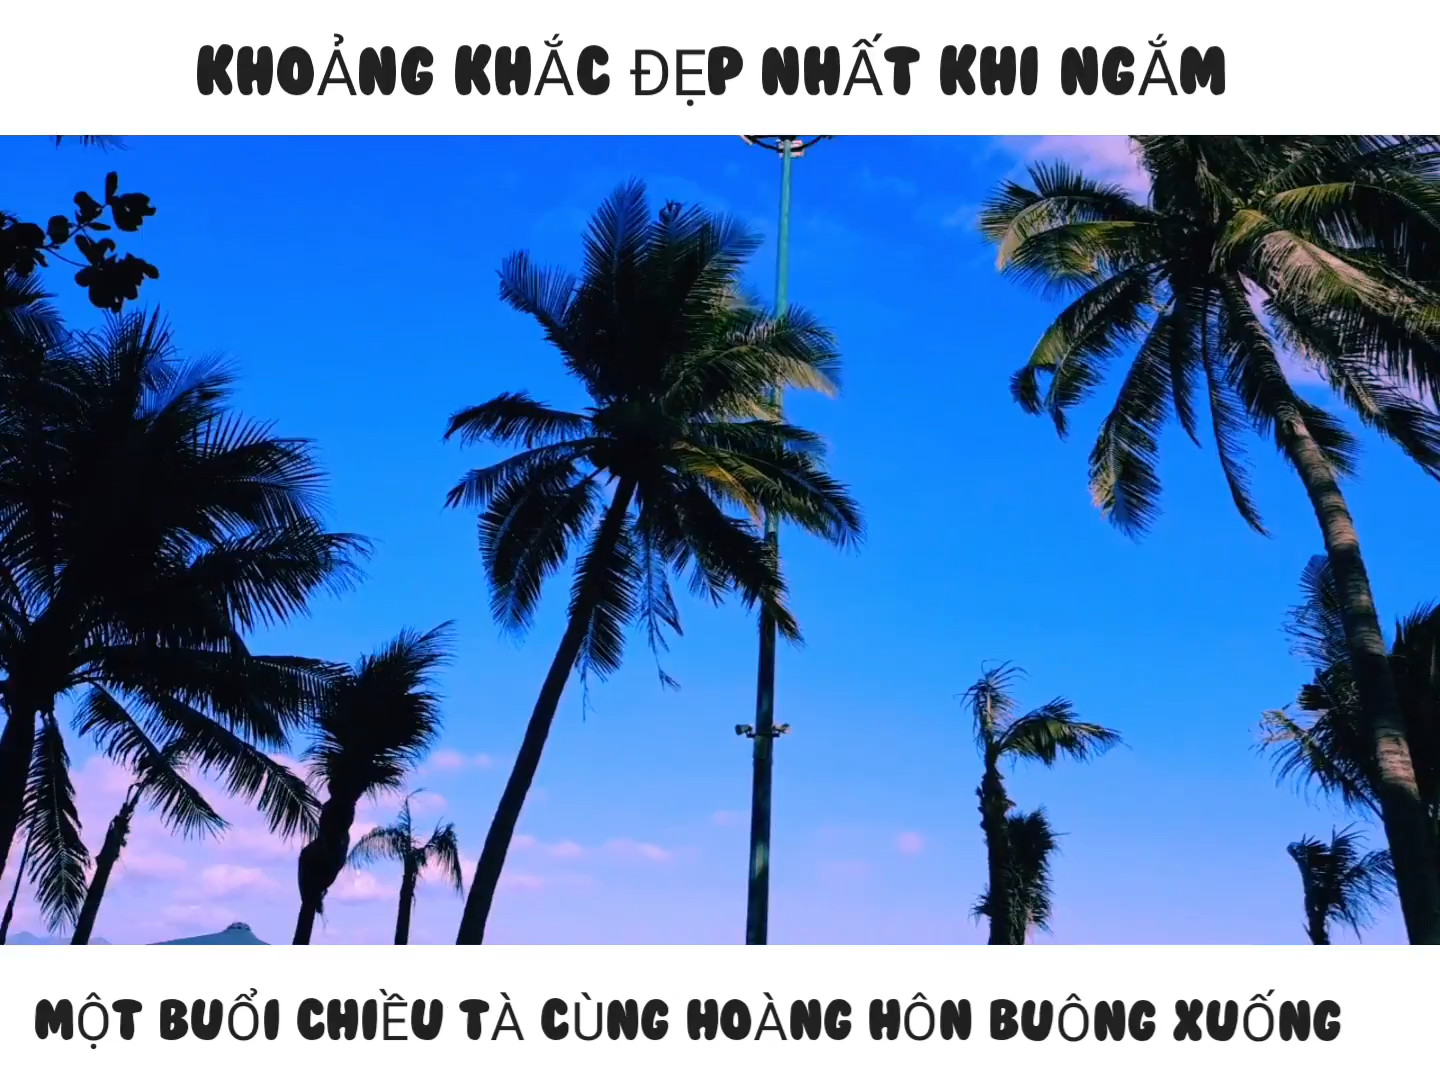 KHOẢNG KHẮC ĐẸP NHẤT KHI NGẮM
MỘT BUỔI CHIỀU TÀ CÙNG HOÀNG HÔN BUÔNG XUỐNG